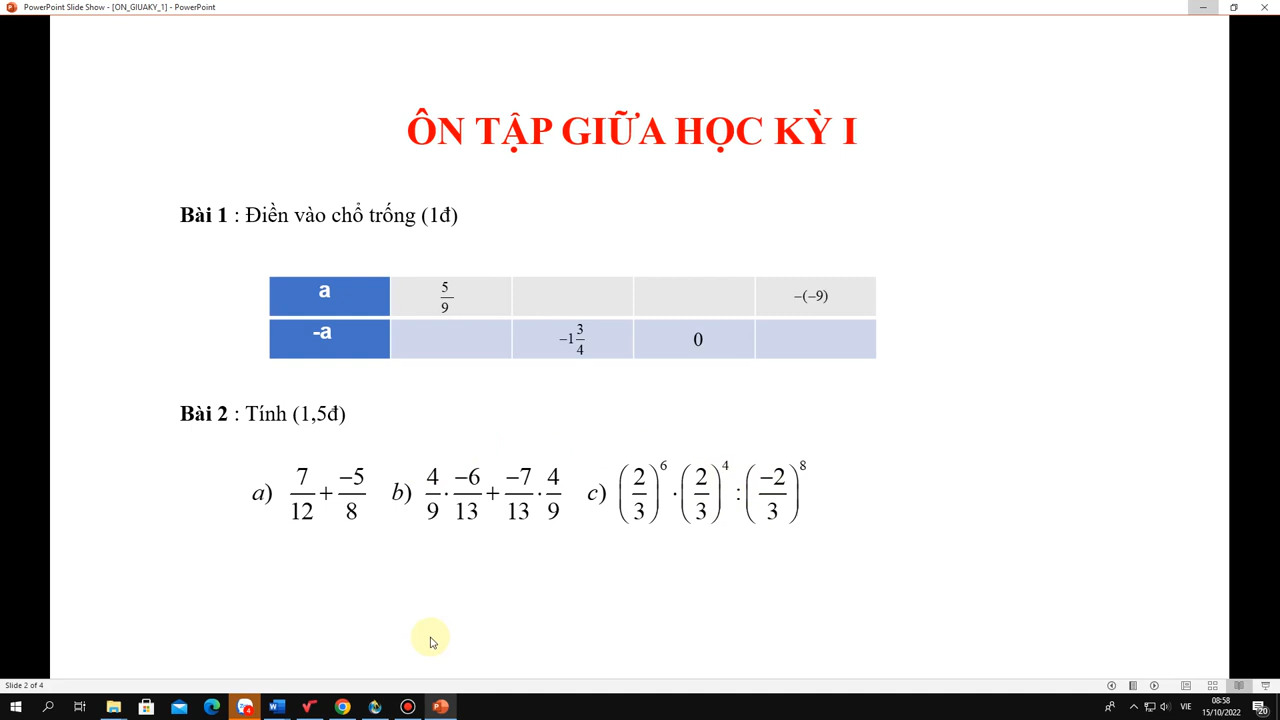 PowerPoint Slide Show - [ON_GIUAKY_1] - PowerPoint
ÔN TẬP GIỮA HỌC KỲ I
Bài 1 : Điền vào chổ trống (1đ)
a 5/9 –(–9)
-a –1 3/4 0
Bài 2 : Tính (1,5đ)
a) 7/12 + –5/8 b) 4/9 · –6/13 + –7/13 · 4/9 c) (2/3)^6 · (2/3)^4 : (–2/3)^8
Slide 2 of 4
4
W
VIE
08:58
15/10/2022
20